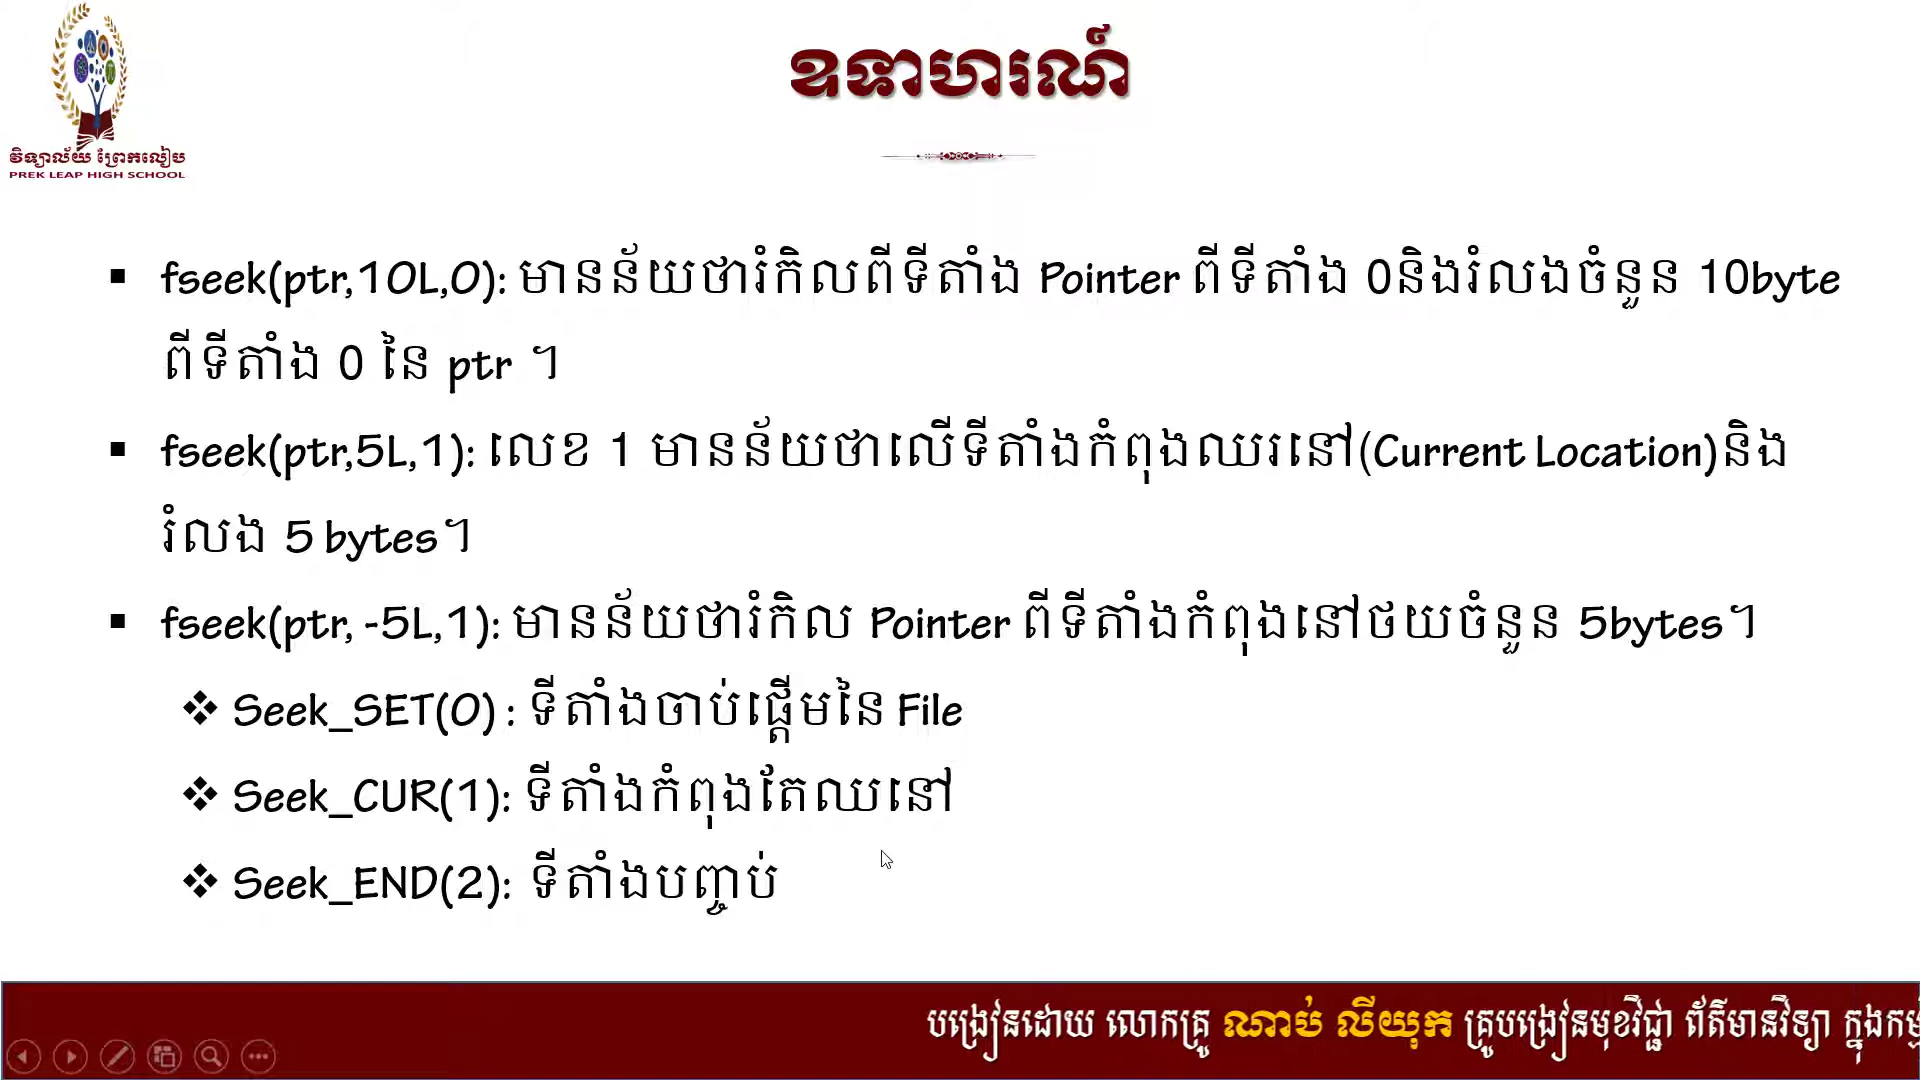 ឧទាហរណ៍
វិទ្យាល័យ ព្រែកលៀប
PREK LEAP HIGH SCHOOL
▪ fseek(ptr,10L,0): មានន័យថារំកិលពីទីតាំង Pointer ពីទីតាំង 0និងរំលងចំនួន 10byte
ពីទីតាំង 0 នៃ ptr ។
▪ fseek(ptr,5L,1): លេខ 1 មានន័យថាលើទីតាំងកំពុងឈរនៅ(Current Location)និង
រំលង 5 bytes។
▪ fseek(ptr, -5L,1): មានន័យថារំកិល Pointer ពីទីតាំងកំពុងនៅថយចំនួន 5bytes។
❖ Seek_SET(0) : ទីតាំងចាប់ផ្តើមនៃ File
❖ Seek_CUR(1): ទីតាំងកំពុងតែឈនៅ
❖ Seek_END(2): ទីតាំងបញ្ចប់
បង្រៀនដោយ លោកគ្រូ ណាប់ លីយុក គ្រូបង្រៀនមុខវិជ្ជា ព័ត៌មានវិទ្យា ក្នុង